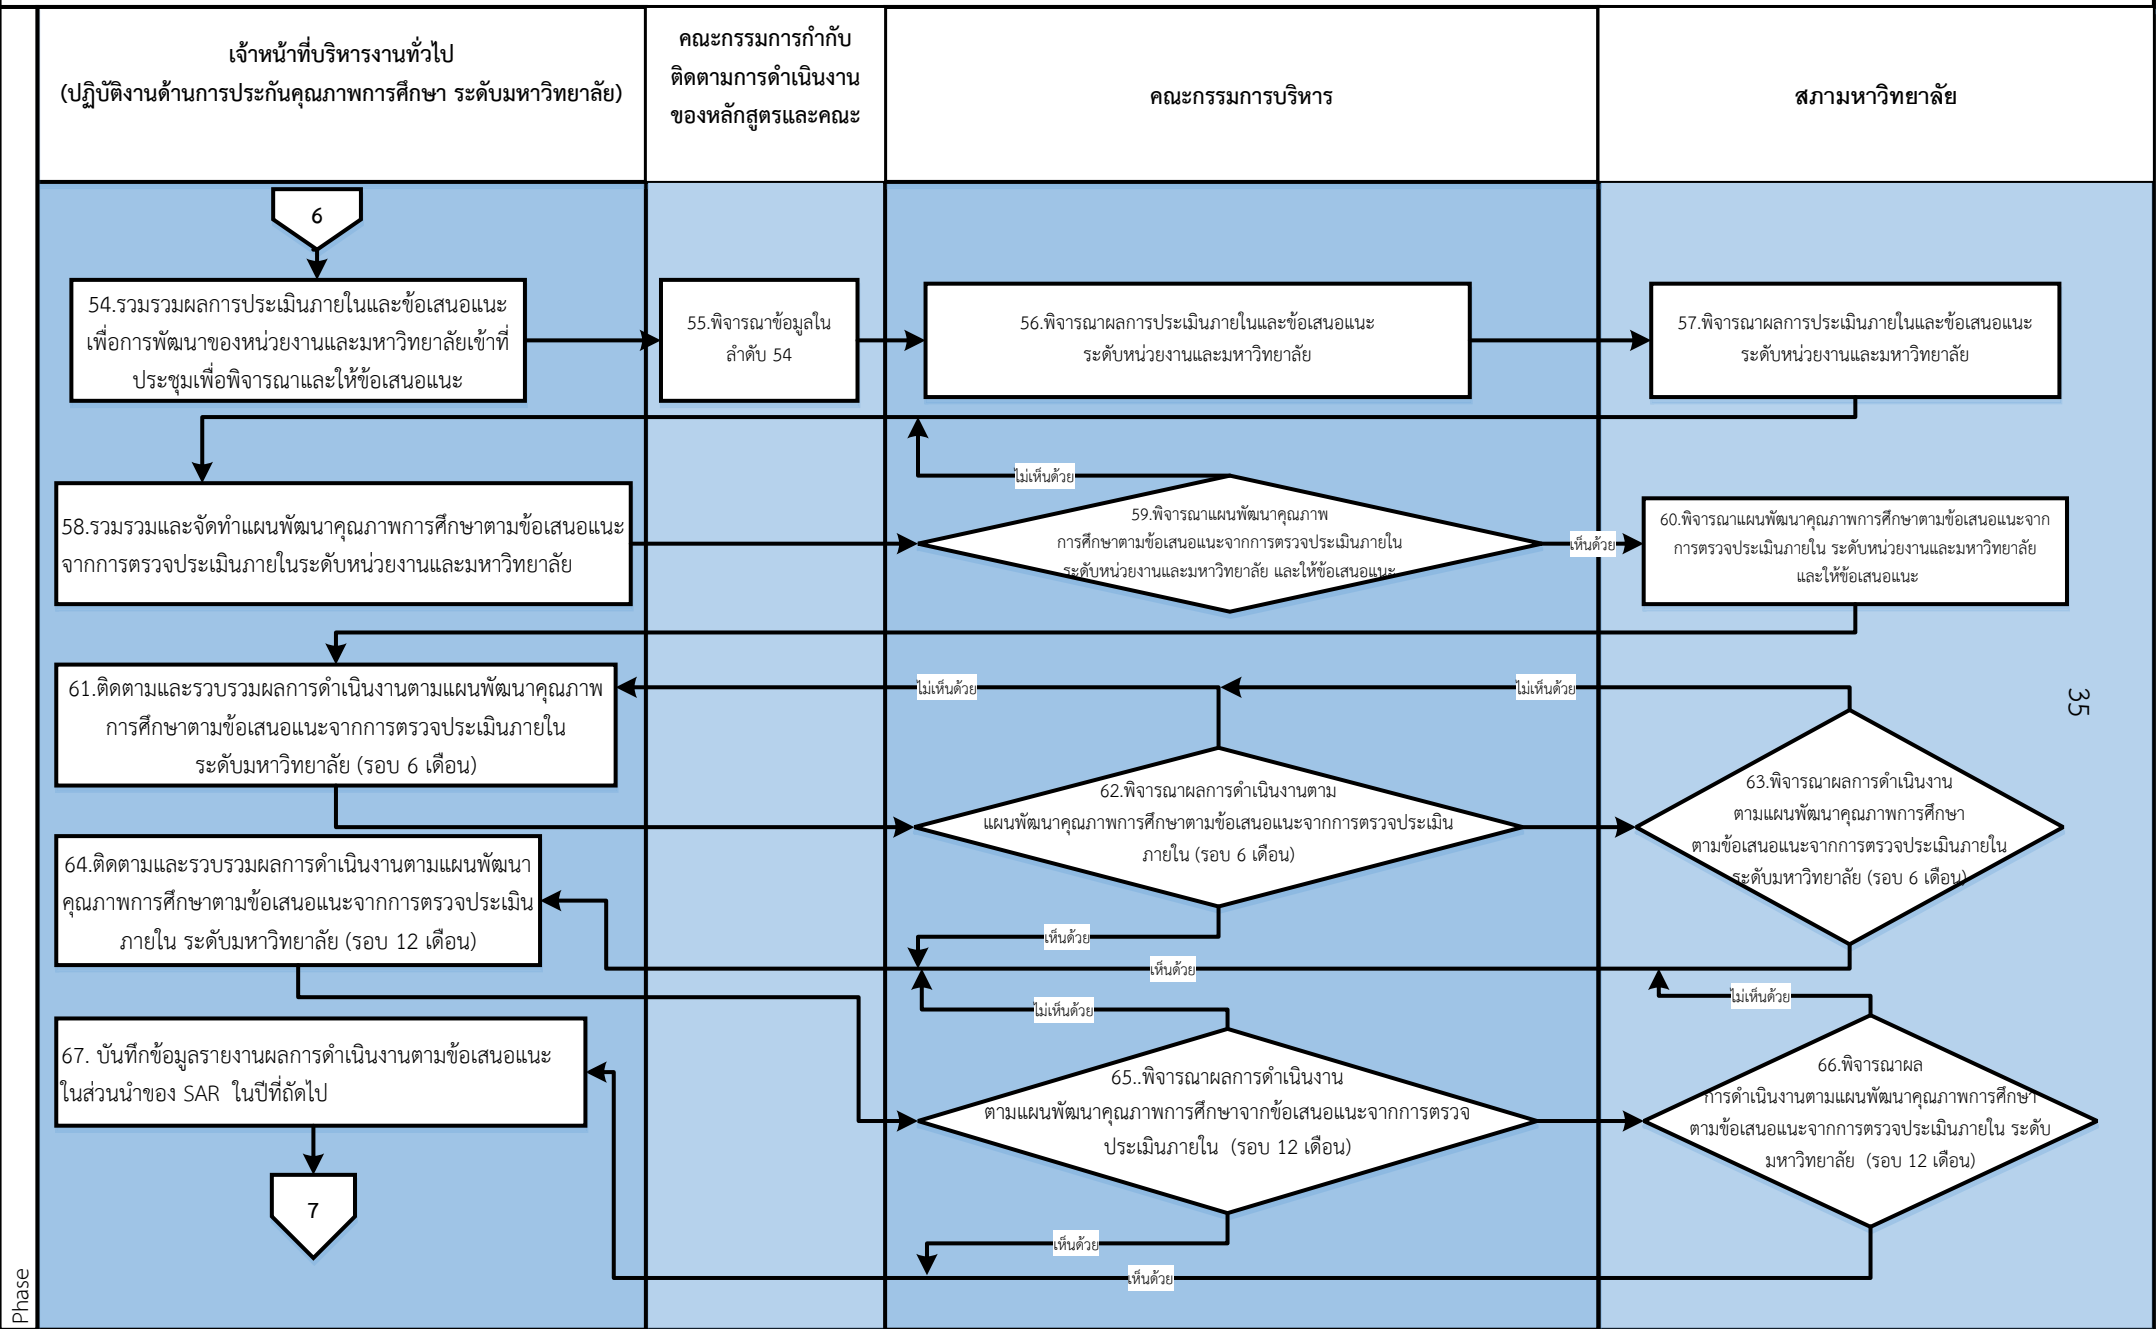 เจ้าหน้าที่บริหารงานทั่วไป
(ปฏิบัติงานด้านการประกันคุณภาพการศึกษา ระดับมหาวิทยาลัย)
คณะกรรมการกำกับ
ติดตามการดำเนินงาน
ของหลักสูตรและคณะ
คณะกรรมการบริหาร
สภามหาวิทยาลัย
6
54.รวมรวมผลการประเมินภายในและข้อเสนอแนะ
เพื่อการพัฒนาของหน่วยงานและมหาวิทยาลัยเข้าที่
ประชุมเพื่อพิจารณาและให้ข้อเสนอแนะ
55.พิจารณาข้อมูลใน
ลำดับ 54
56.พิจารณาผลการประเมินภายในและข้อเสนอแนะ
ระดับหน่วยงานและมหาวิทยาลัย
57.พิจารณาผลการประเมินภายในและข้อเสนอแนะ
ระดับหน่วยงานและมหาวิทยาลัย
ไม่เห็นด้วย
58.รวมรวมและจัดทำแผนพัฒนาคุณภาพการศึกษาตามข้อเสนอแนะ
จากการตรวจประเมินภายในระดับหน่วยงานและมหาวิทยาลัย
59.พิจารณาแผนพัฒนาคุณภาพ
การศึกษาตามข้อเสนอแนะจากการตรวจประเมินภายใน
ระดับหน่วยงานและมหาวิทยาลัย และให้ข้อเสนอแนะ
เห็นด้วย
60.พิจารณาแผนพัฒนาคุณภาพการศึกษาตามข้อเสนอแนะจาก
การตรวจประเมินภายใน ระดับหน่วยงานและมหาวิทยาลัย
และให้ข้อเสนอแนะ
61.ติดตามและรวบรวมผลการดำเนินงานตามแผนพัฒนาคุณภาพ
การศึกษาตามข้อเสนอแนะจากการตรวจประเมินภายใน
ระดับมหาวิทยาลัย (รอบ 6 เดือน)
ไม่เห็นด้วย
ไม่เห็นด้วย
35
62.พิจารณาผลการดำเนินงานตาม
แผนพัฒนาคุณภาพการศึกษาตามข้อเสนอแนะจากการตรวจประเมิน
ภายใน (รอบ 6 เดือน)
63.พิจารณาผลการดำเนินงาน
ตามแผนพัฒนาคุณภาพการศึกษา
ตามข้อเสนอแนะจากการตรวจประเมินภายใน
ระดับมหาวิทยาลัย (รอบ 6 เดือน)
64.ติดตามและรวบรวมผลการดำเนินงานตามแผนพัฒนา
คุณภาพการศึกษาตามข้อเสนอแนะจากการตรวจประเมิน
ภายใน ระดับมหาวิทยาลัย (รอบ 12 เดือน)
เห็นด้วย
เห็นด้วย
ไม่เห็นด้วย
ไม่เห็นด้วย
67. บันทึกข้อมูลรายงานผลการดำเนินงานตามข้อเสนอแนะ
ในส่วนนำของ SAR ในปีที่ถัดไป
65..พิจารณาผลการดำเนินงาน
ตามแผนพัฒนาคุณภาพการศึกษาจากข้อเสนอแนะจากการตรวจ
ประเมินภายใน (รอบ 12 เดือน)
66.พิจารณาผล
การดำเนินงานตามแผนพัฒนาคุณภาพการศึกษา
ตามข้อเสนอแนะจากการตรวจประเมินภายใน ระดับ
มหาวิทยาลัย (รอบ 12 เดือน)
7
เห็นด้วย
เห็นด้วย
Phase